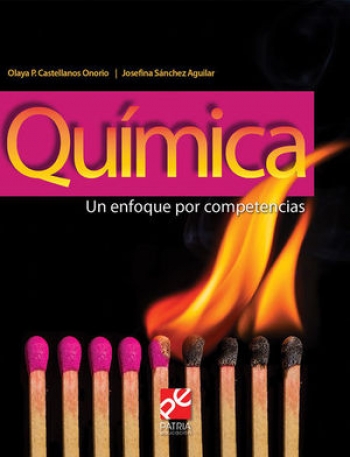 Olaya P. Castellanos Onorio | Josefina Sánchez Aguilar
Química
Un enfoque por competencias
PE
PATRIA